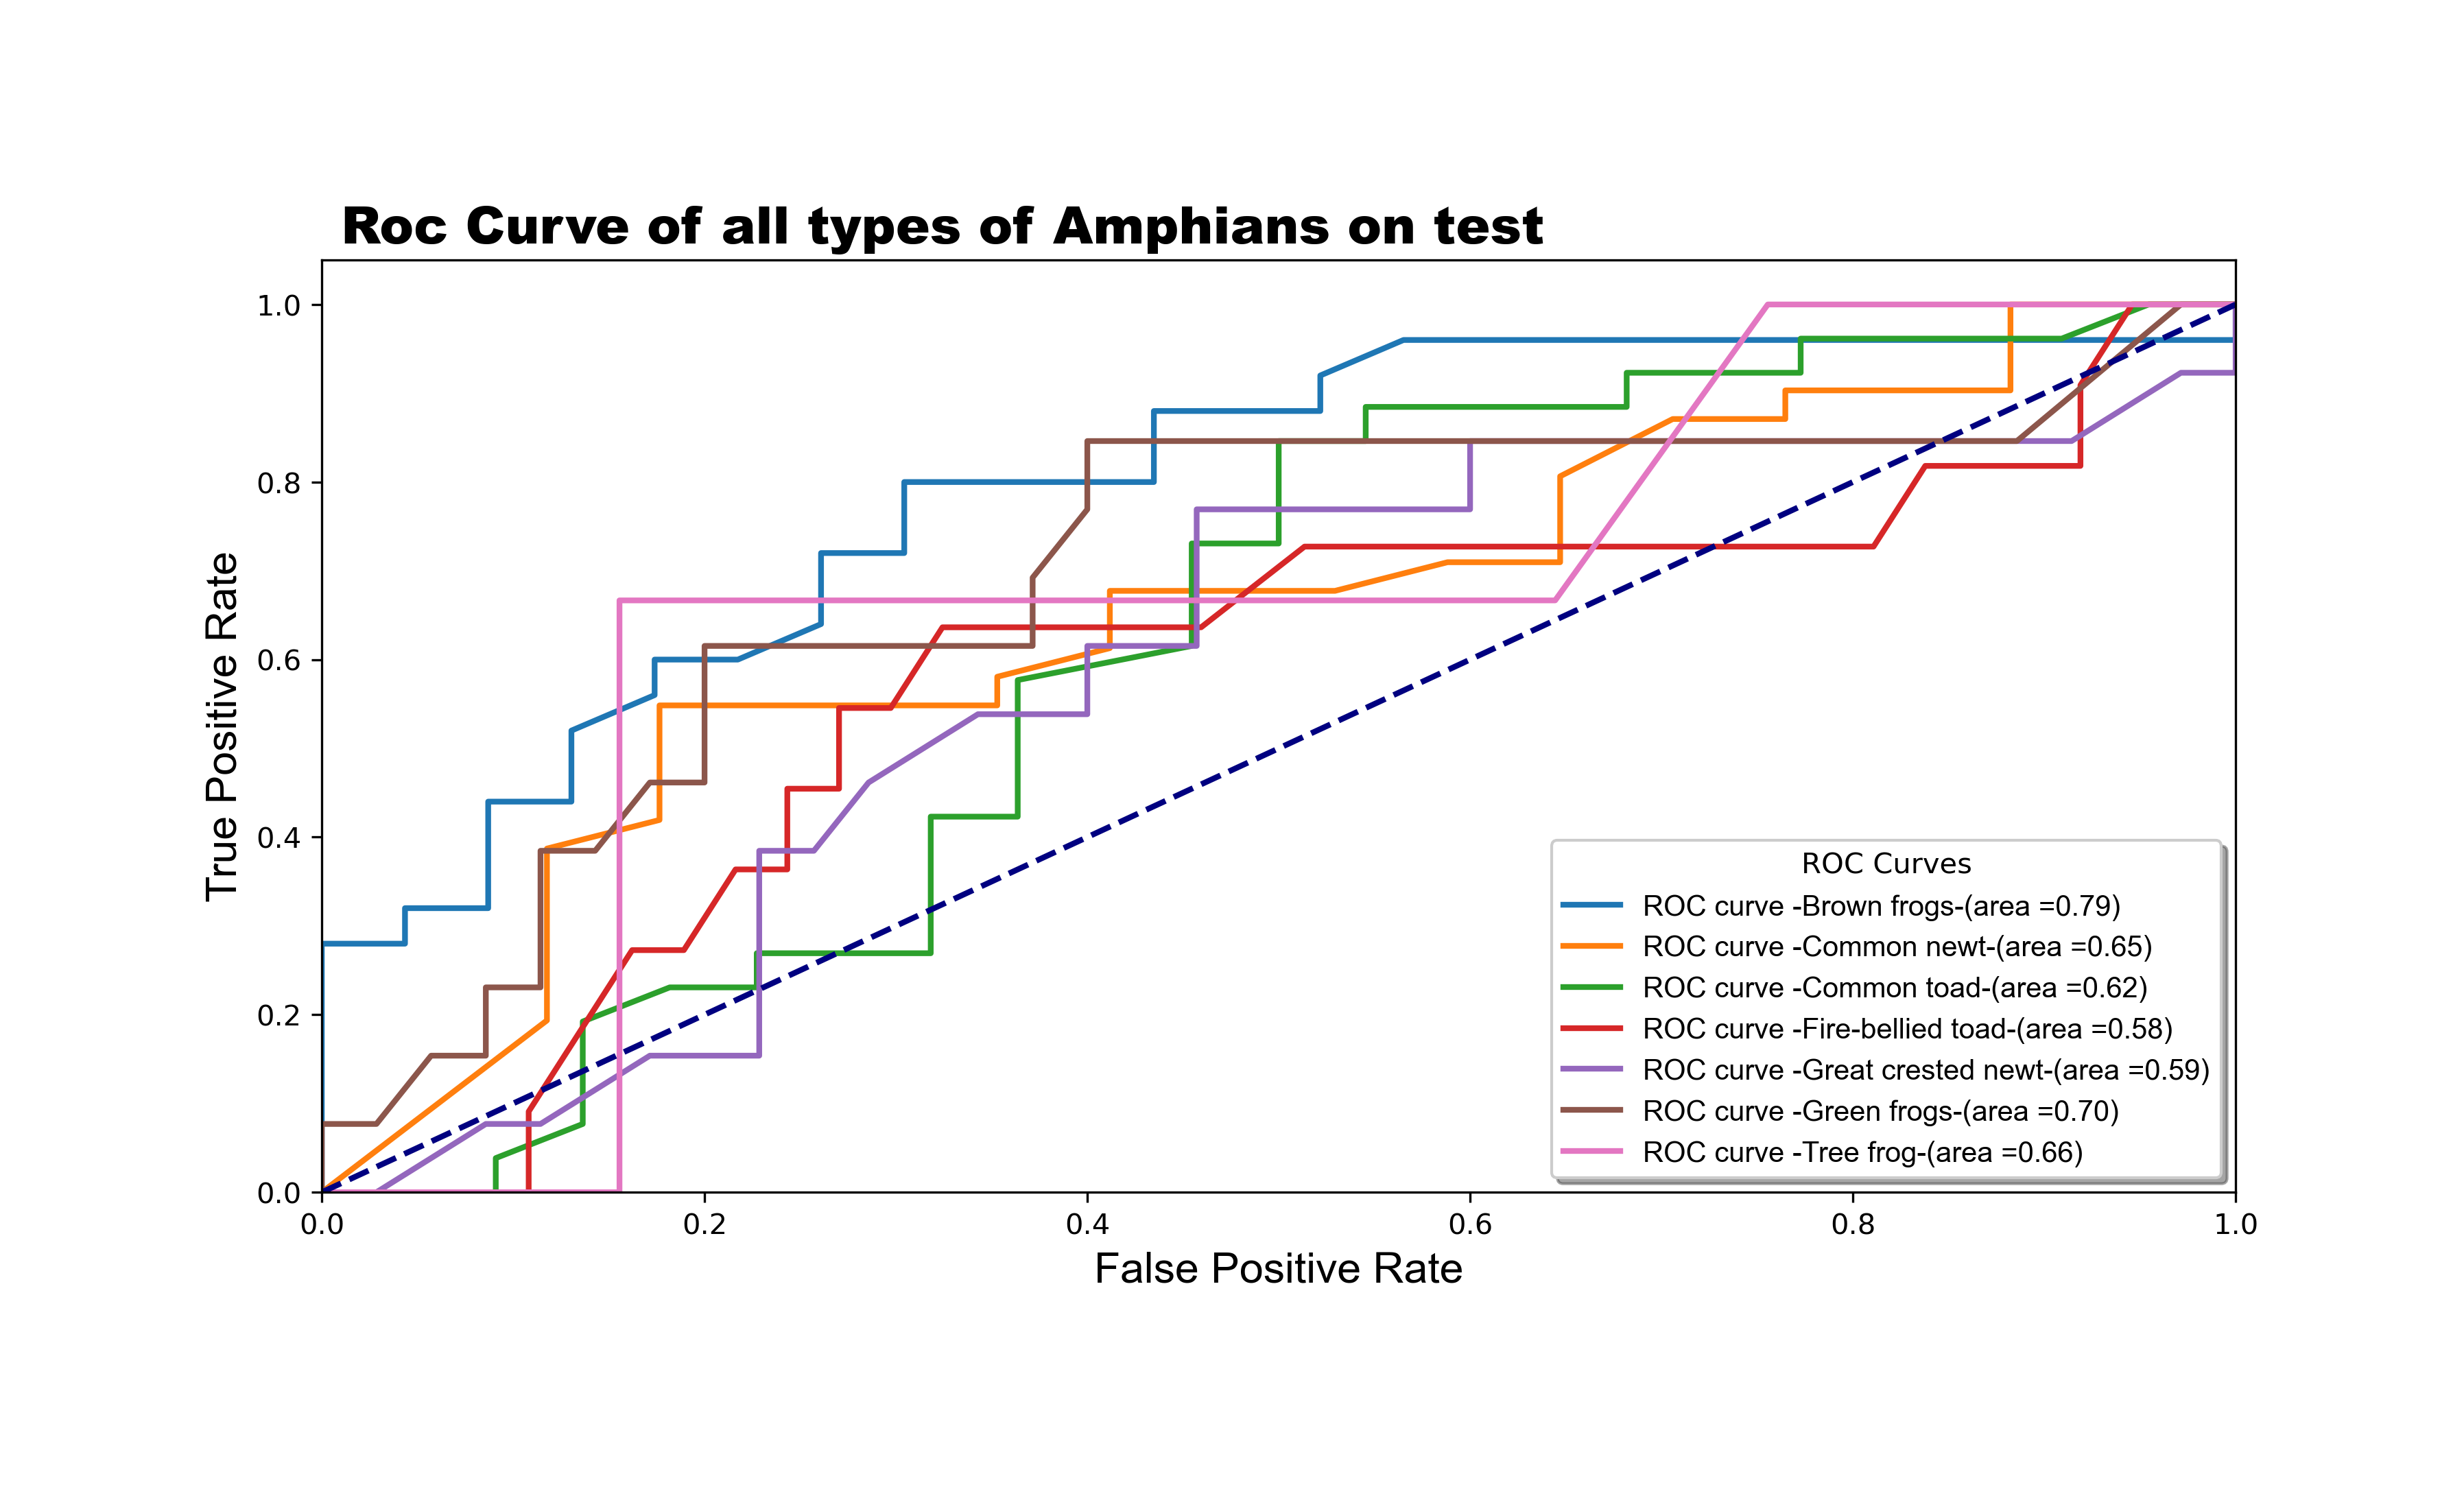 Roc Curve of all types of Amphians on test
True Positive Rate
1.0
0.8
0.6
0.4
0.2
0.0
0.0 0.2 0.4 0.6 0.8 1.0
False Positive Rate
ROC Curves
ROC curve -Brown frogs-(area =0.79)
ROC curve -Common newt-(area =0.65)
ROC curve -Common toad-(area =0.62)
ROC curve -Fire-bellied toad-(area =0.58)
ROC curve -Great crested newt-(area =0.59)
ROC curve -Green frogs-(area =0.70)
ROC curve -Tree frog-(area =0.66)